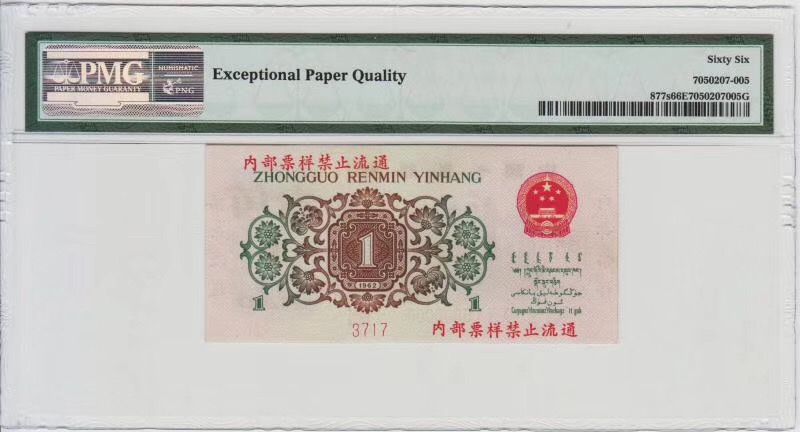 PMG
PAPER MONEY GUARANTY
NUMISMATIC
PNG
Exceptional Paper Quality
Sixty Six
7050207-005
877s66E7050207005G
内部票样禁止流通
ZHONGGUO RENMIN YINHANG
1
1962
1
1
3717
内部票样禁止流通